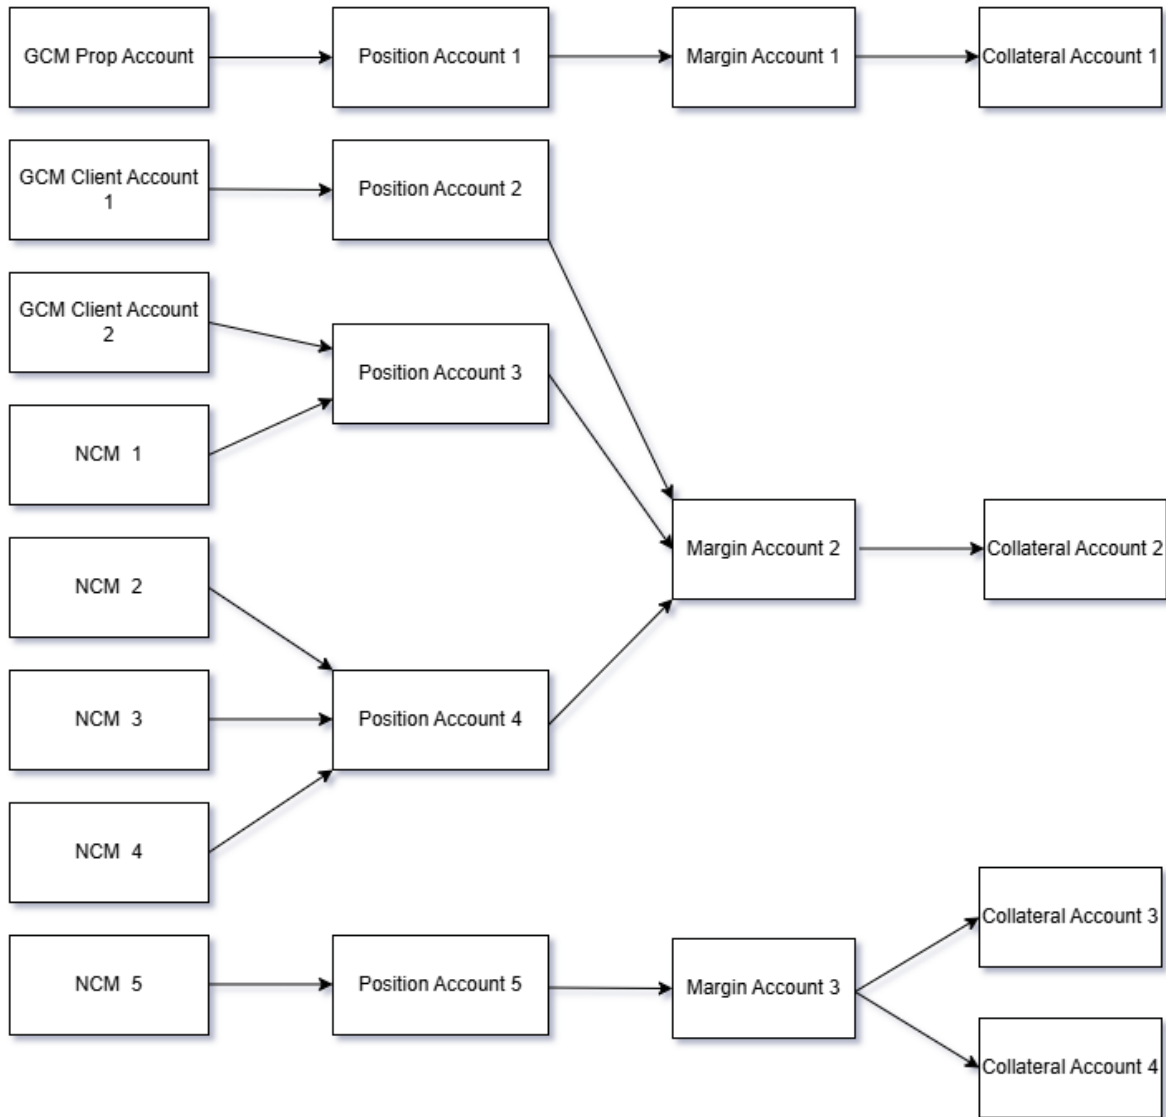 GCM Prop Account
Position Account 1
Margin Account 1
Collateral Account 1
GCM Client Account
1
Position Account 2
GCM Client Account
2
Position Account 3
NCM  1
NCM  2
Margin Account 2
Collateral Account 2
NCM  3
Position Account 4
NCM  4
Collateral Account 3
NCM  5
Position Account 5
Margin Account 3
Collateral Account 4